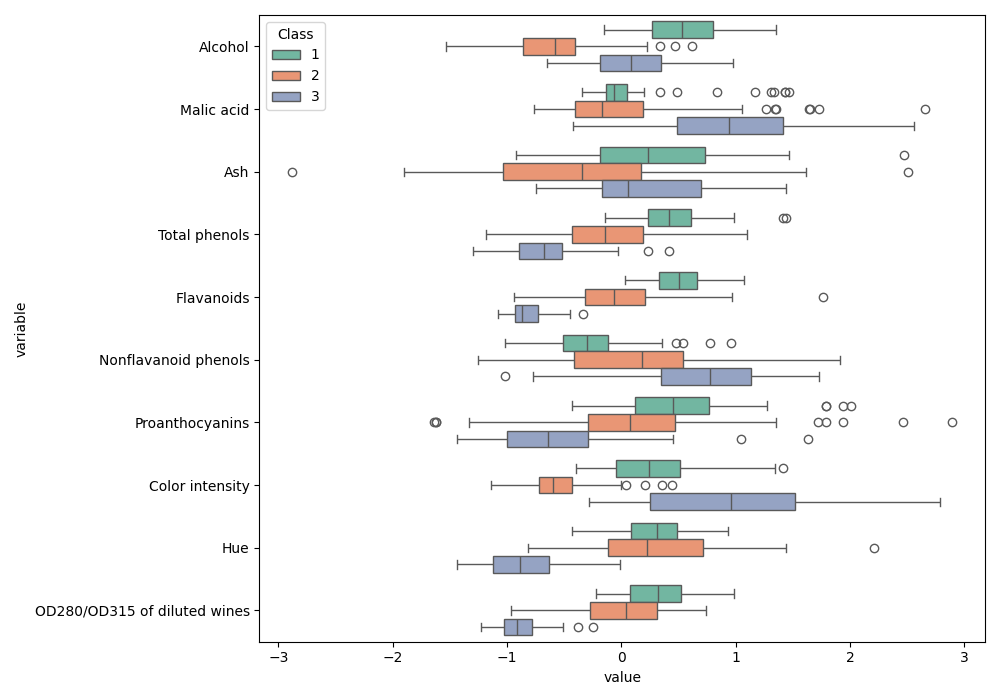 Class
1
2
3
Alcohol
Malic acid
Ash
Total phenols
Flavanoids
Nonflavanoid phenols
Proanthocyanins
Color intensity
Hue
OD280/OD315 of diluted wines
variable
−3 −2 −1 0 1 2 3
value